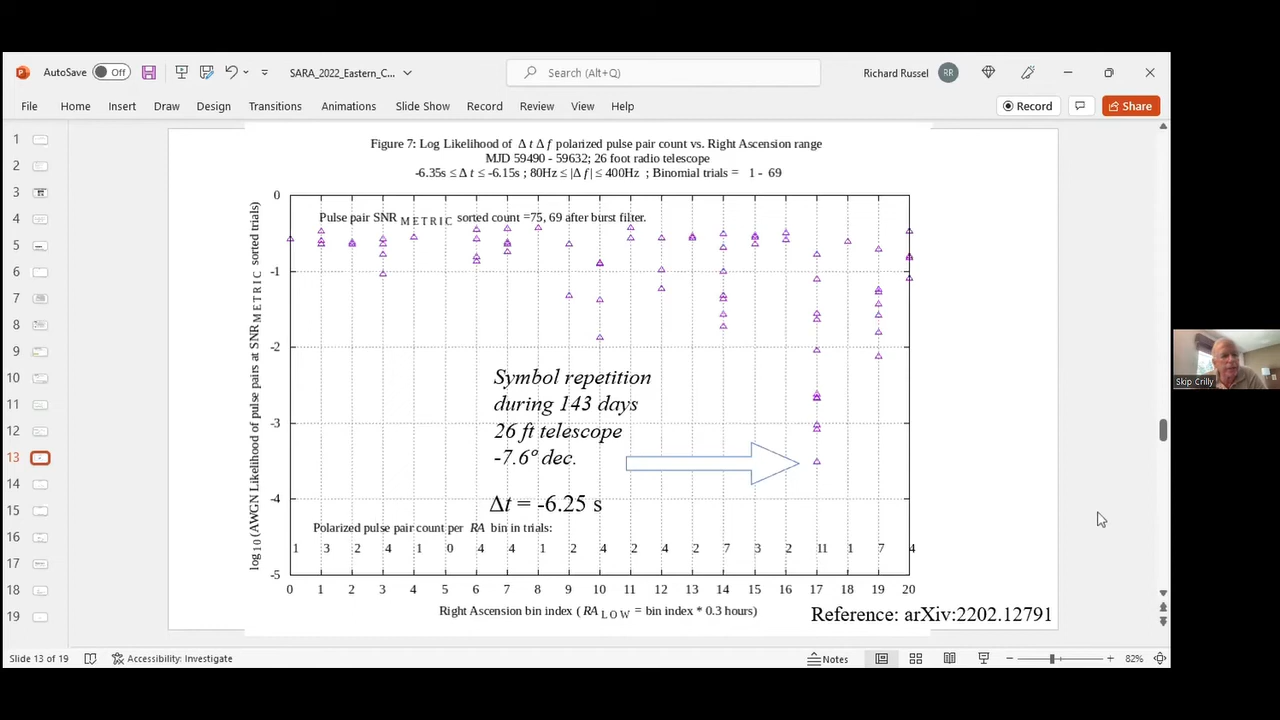 AutoSave Off SARA_2022_Eastern_C... Search (Alt+Q) Richard Russel RR
File Home Insert Draw Design Transitions Animations Slide Show Record Review View Help Record Share
1
2
3
4
5
6
7
8
9
10
11
12
13
14
15
16
17
18
19
Figure 7: Log Likelihood of Δ t Δ f polarized pulse pair count vs. Right Ascension range
MJD 59490 - 59632; 26 foot radio telescope
-6.35s ≤ Δ t ≤ -6.15s ; 80Hz ≤ |Δ f| ≤ 400Hz ; Binomial trials = 1 - 69
log10 (AWGN Likelihood of pulse pairs at SNR METRIC sorted trials)
0
-1
-2
-3
-4
-5
Pulse pair SNR METRIC sorted count =75, 69 after burst filter.
Symbol repetition
during 143 days
26 ft telescope
-7.6º dec.
Δt = -6.25 s
Polarized pulse pair count per RA bin in trials:
1 3 2 4 1 0 4 4 1 2 4 2 4 4 7 3 2 11 1 7 4
0 1 2 3 4 5 6 7 8 9 10 11 12 13 14 15 16 17 18 19 20
Right Ascension bin index ( RA LOW = bin index * 0.3 hours)
Reference: arXiv:2202.12791
Skip Crilly
Slide 13 of 19 Accessibility: Investigate Notes 82%